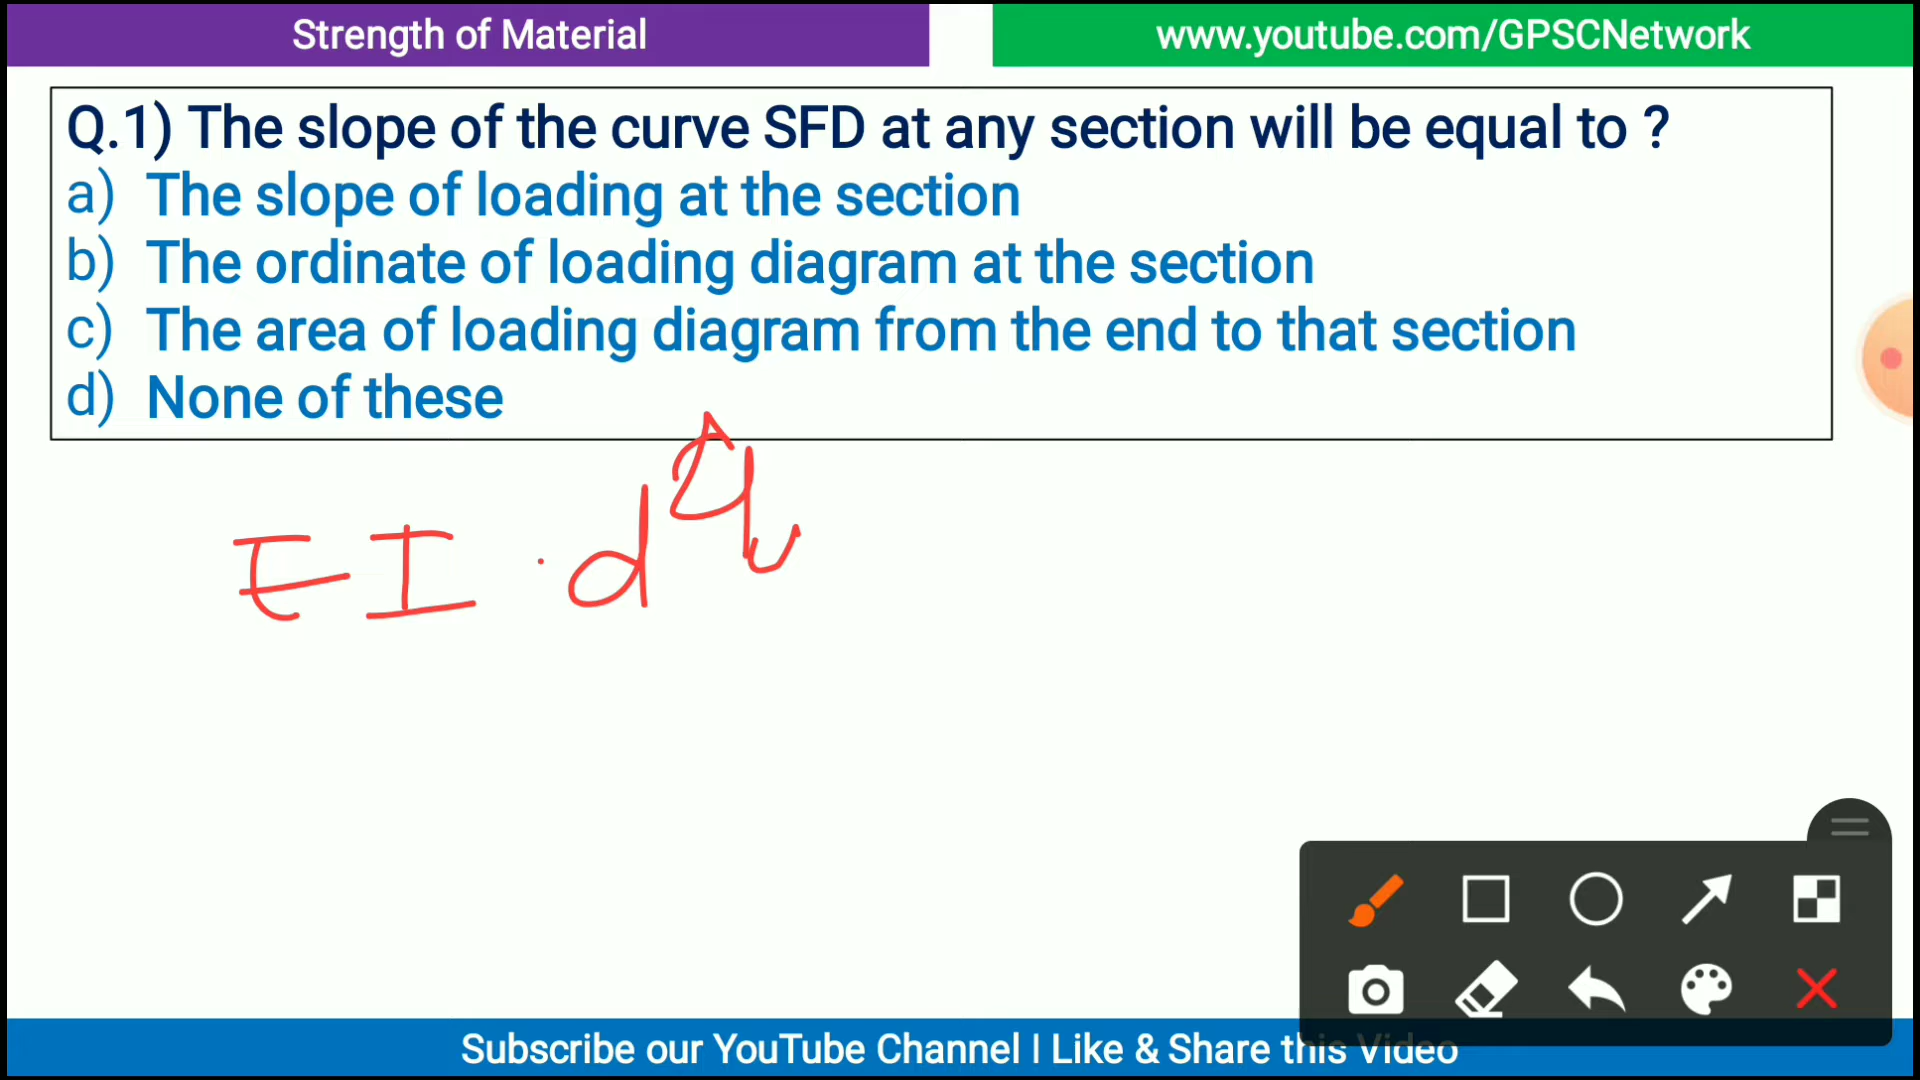 Strength of Material
www.youtube.com/GPSCNetwork
Q.1) The slope of the curve SFD at any section will be equal to ?
a) The slope of loading at the section
b) The ordinate of loading diagram at the section
c) The area of loading diagram from the end to that section
d) None of these
EI · d
Subscribe our YouTube Channel I Like & Share this Video